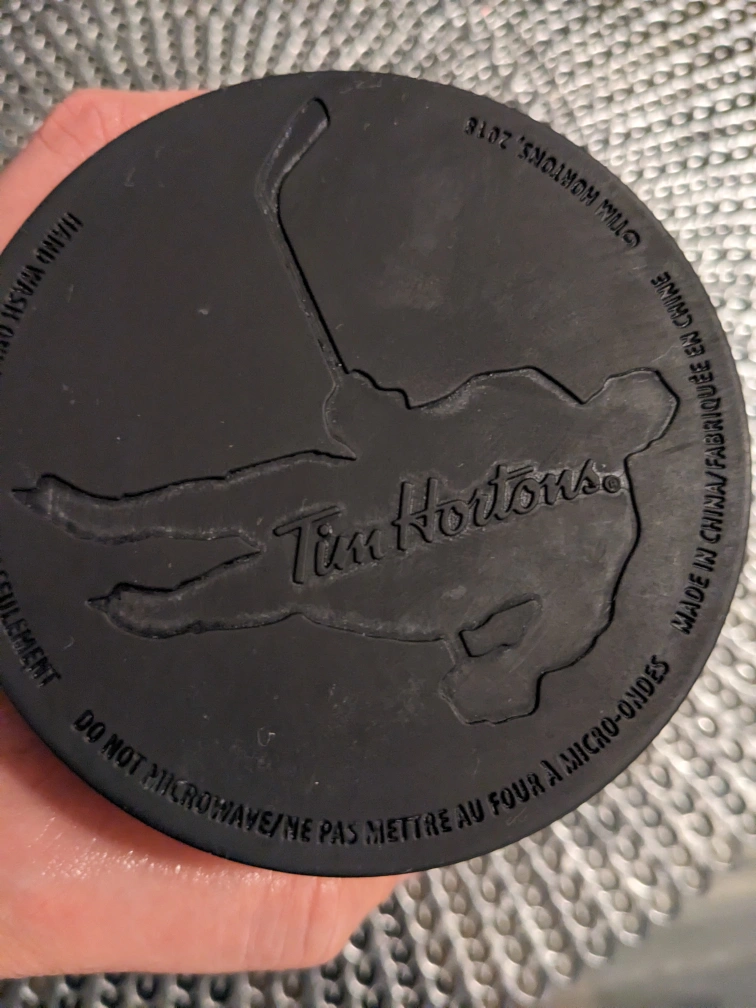 Tim Hortons®
©TIM HORTONS, 2018
MADE IN CHINA/FABRIQUÉE EN CHINE
DO NOT MICROWAVE/NE PAS METTRE AU FOUR À MICRO-ONDES
HAND WASH
SEULEMENT